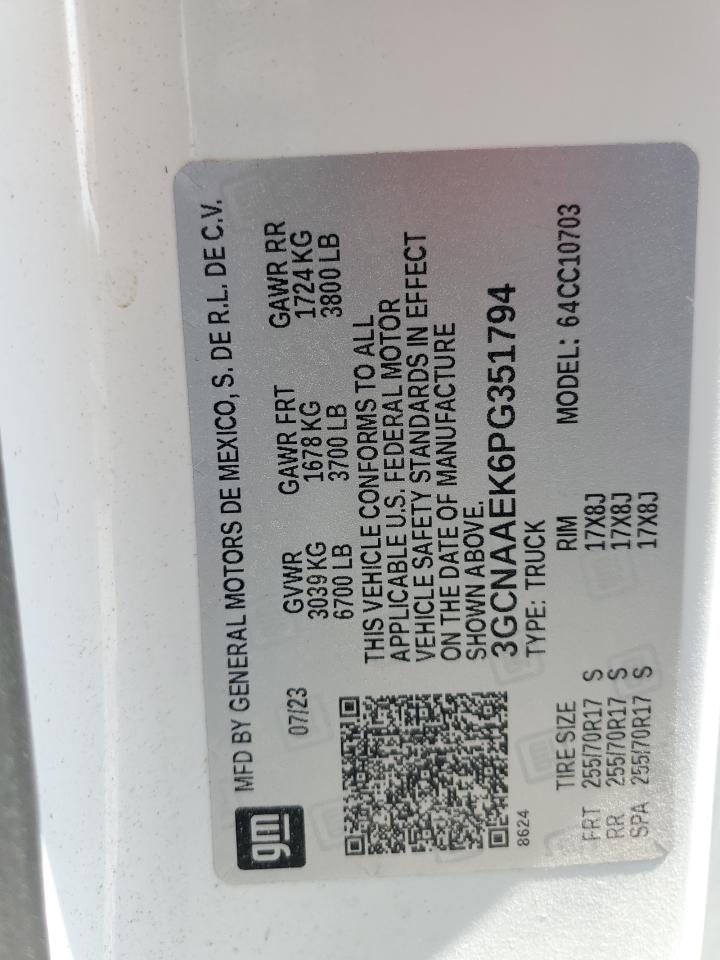 gm
MFD BY GENERAL MOTORS DE MEXICO, S. DE R.L. DE C.V.
07/23 GVWR GAWR FRT GAWR RR
3039 KG 1678 KG 1724 KG
6700 LB 3700 LB 3800 LB
THIS VEHICLE CONFORMS TO ALL
APPLICABLE U.S. FEDERAL MOTOR
VEHICLE SAFETY STANDARDS IN EFFECT
ON THE DATE OF MANUFACTURE
SHOWN ABOVE.
3GCNAAEK6PG351794
8624 TYPE: TRUCK
TIRE SIZE RIM MODEL: 64CC10703
FRT 255/70R17 S 17X8J
RR 255/70R17 S 17X8J
SPA 255/70R17 S 17X8J